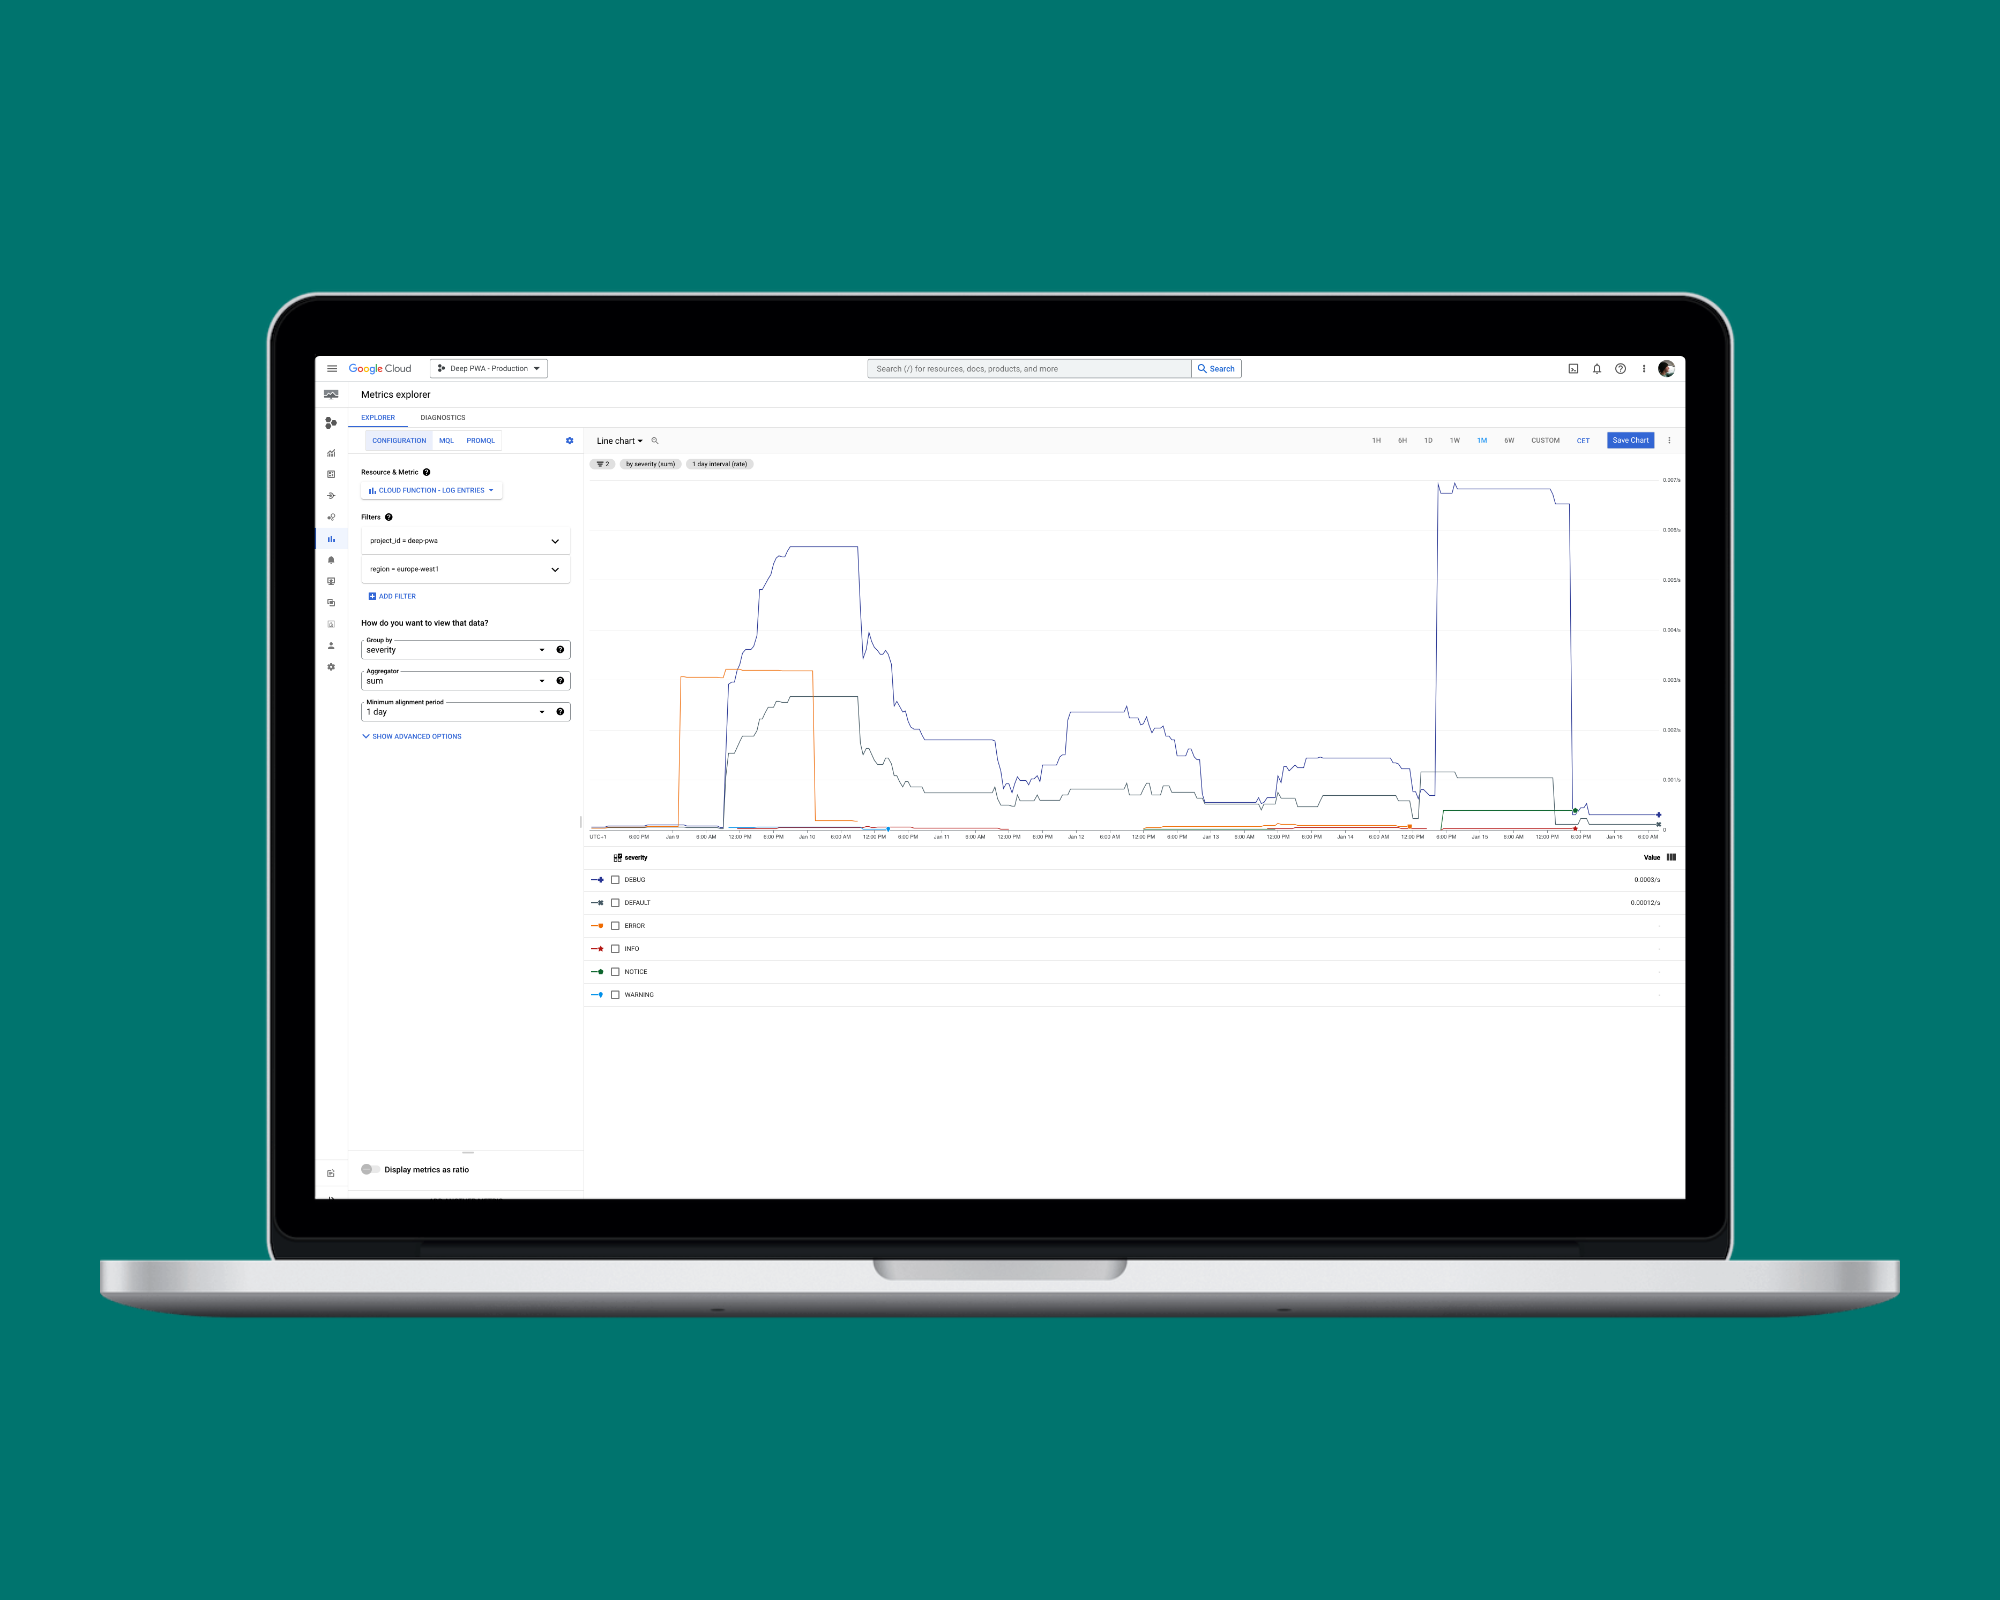 Google Cloud
Deep PWA - Production
Search (/) for resources, docs, products, and more
Search
Metrics explorer
EXPLORER
DIAGNOSTICS
CONFIGURATION
MQL
PROMQL
Resource & Metric
CLOUD FUNCTION - LOG ENTRIES
Filters
project_id = deep-pwa
region = europe-west1
ADD FILTER
How do you want to view that data?
Group by
severity
Aggregator
sum
Minimum alignment period
1 day
SHOW ADVANCED OPTIONS
Display metrics as ratio
Line chart
1H 6H 1D 1W 1M 6W CUSTOM CET
Save Chart
2
by severity (sum)
1 day interval (rate)
0.007/s
0.006/s
0.005/s
0.004/s
0.003/s
0.002/s
0.001/s
0
UTC+1 6:00 PM Jan 9 6:00 AM 12:00 PM 6:00 PM Jan 10 6:00 AM 12:00 PM 6:00 PM Jan 11 6:00 AM 12:00 PM 6:00 PM Jan 12 6:00 AM 12:00 PM 6:00 PM Jan 13 6:00 AM 12:00 PM 6:00 PM Jan 14 6:00 AM 12:00 PM 6:00 PM Jan 15 6:00 AM 12:00 PM 6:00 PM Jan 16 6:00 AM
severity
Value
DEBUG
0.0003/s
DEFAULT
0.00012/s
ERROR
INFO
NOTICE
WARNING